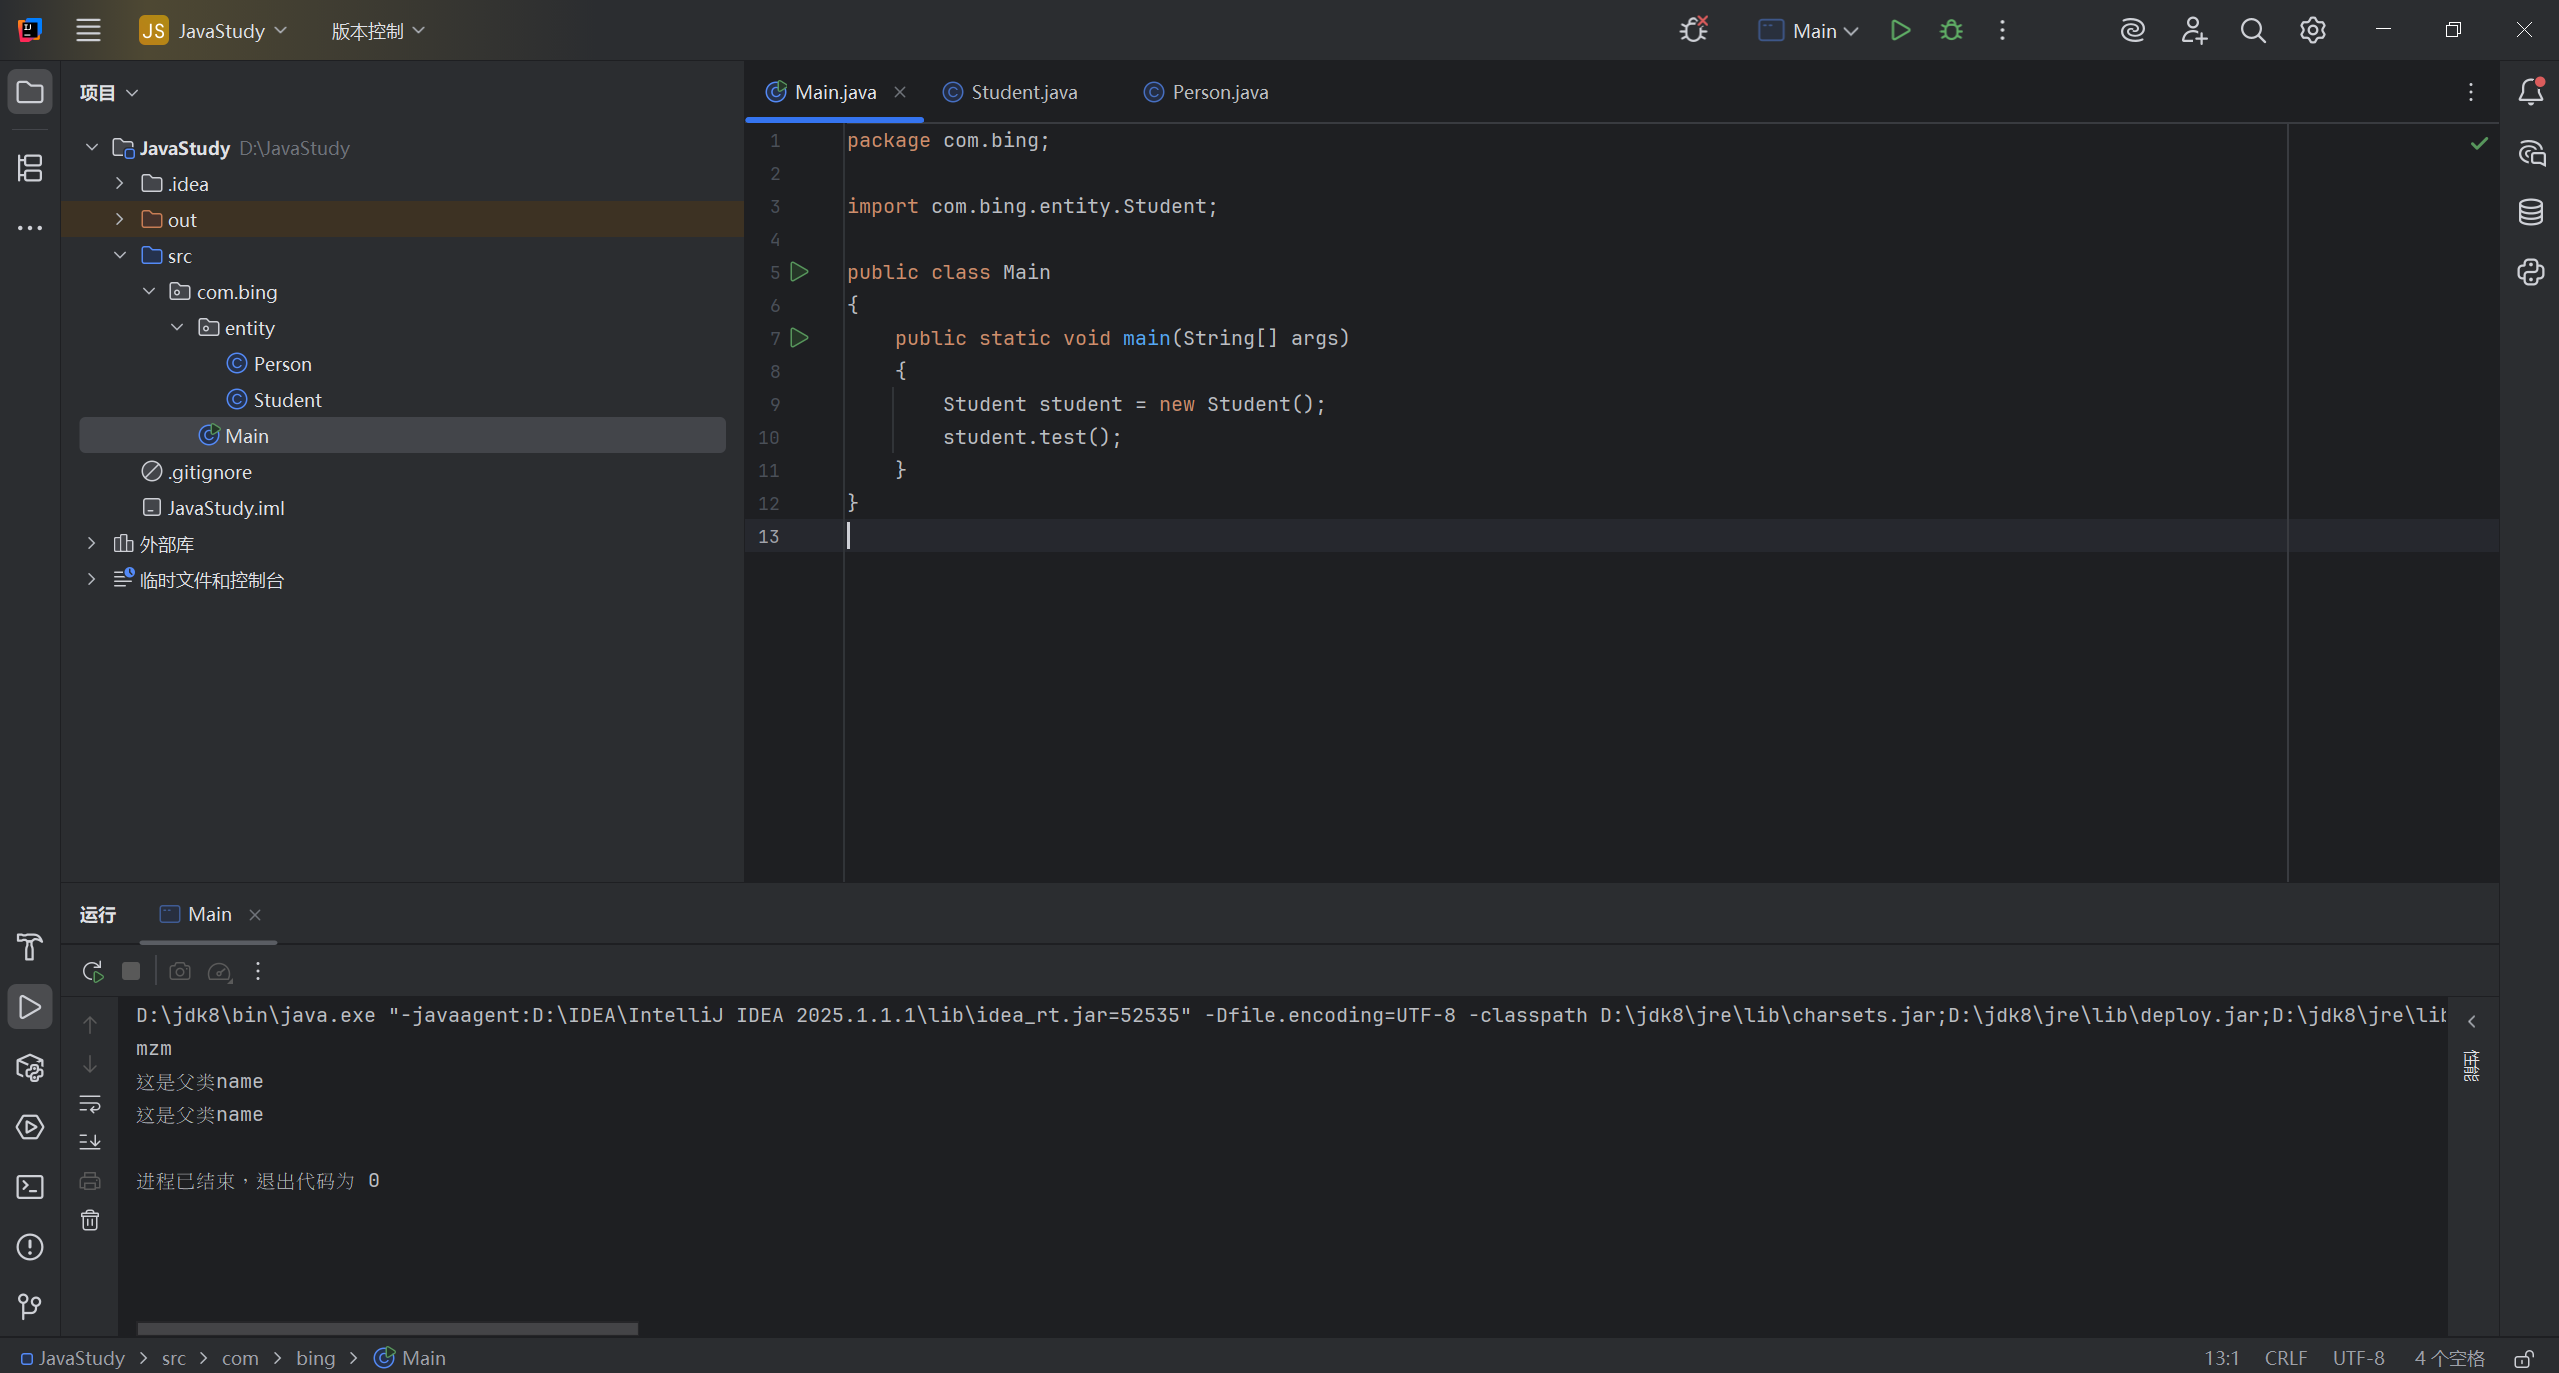 JS JavaStudy 版本控制 Main
项目
JavaStudy D:\JavaStudy
.idea
out
src
com.bing
entity
Person
Student
Main
.gitignore
JavaStudy.iml
外部库
临时文件和控制台
Main.java Student.java Person.java
1 package com.bing;
2
3 import com.bing.entity.Student;
4
5 public class Main
6 {
7 public static void main(String[] args)
8 {
9 Student student = new Student();
10 student.test();
11 }
12 }
13
运行 Main
D:\jdk8\bin\java.exe "-javaagent:D:\IDEA\IntelliJ IDEA 2025.1.1.1\lib\idea_rt.jar=52535" -Dfile.encoding=UTF-8 -classpath D:\jdk8\jre\lib\charsets.jar;D:\jdk8\jre\lib\deploy.jar;D:\jdk8\jre\lib
mzm
这是父类name
这是父类name
进程已结束，退出代码为 0
性能
JavaStudy > src > com > bing > Main 13:1 CRLF UTF-8 4 个空格